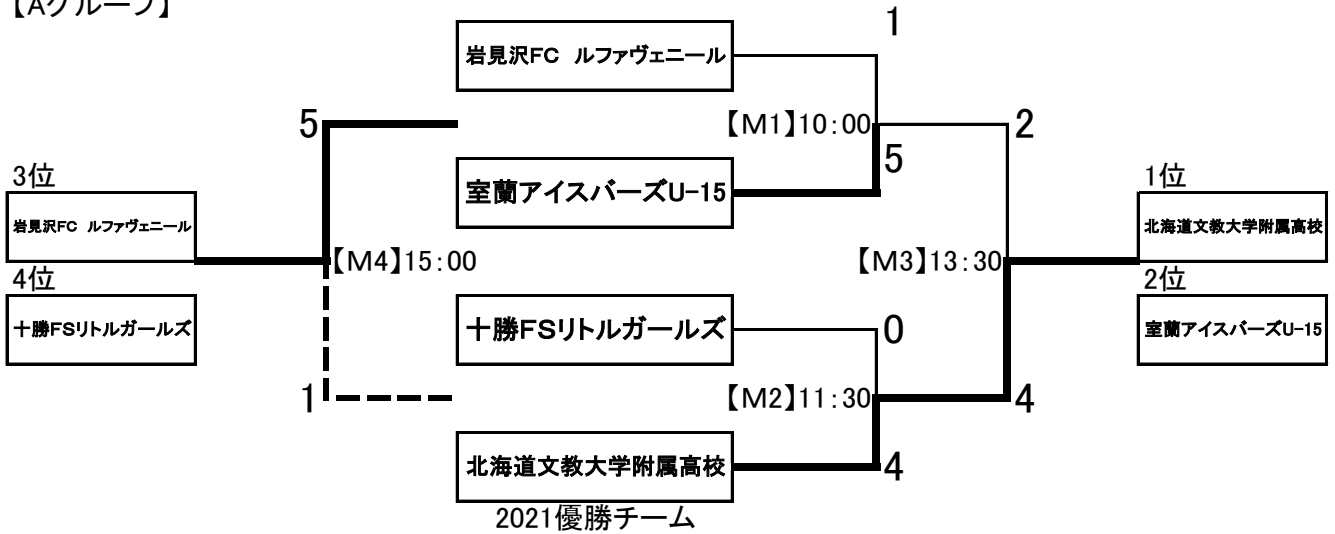 【Aグループ】
1
岩見沢FC ルファヴェニール
5
【M1】10:00
2
5
室蘭アイスバーズU-15
3位
岩見沢FC ルファヴェニール
1位
北海道文教大学附属高校
【M4】15:00
【M3】13:30
4位
十勝FSリトルガールズ
2位
室蘭アイスバーズU-15
十勝FSリトルガールズ
0
1
【M2】11:30
4
北海道文教大学附属高校
4
2021優勝チーム